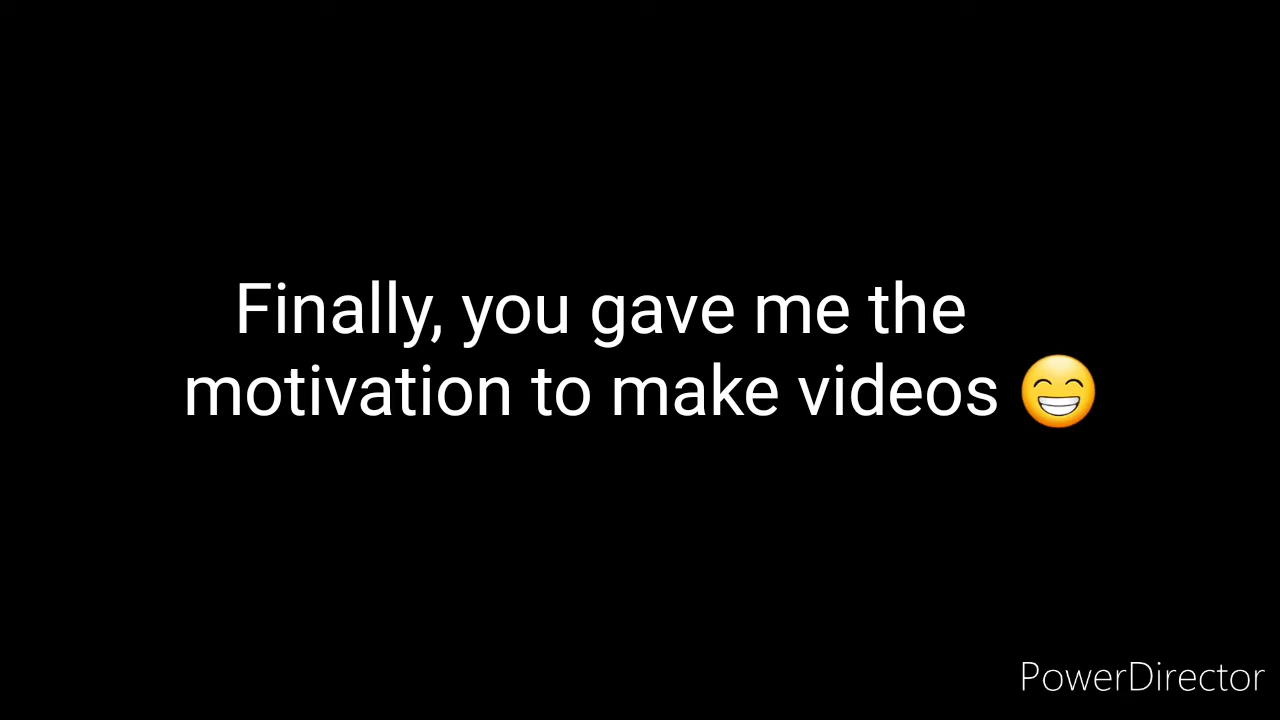 Finally, you gave me the
motivation to make videos 😁
PowerDirector